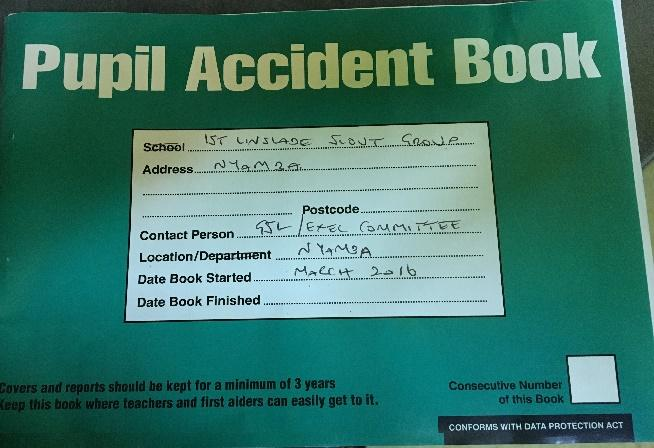 Pupil Accident Book
School 1ST LINSLADE SCOUT GROUP
Address NYAMZA
Postcode
Contact Person GSL/EXEC COMMITTEE
Location/Department NYAMZA
Date Book Started MARCH 2016
Date Book Finished
Covers and reports should be kept for a minimum of 3 years
Keep this book where teachers and first aiders can easily get to it.
Consecutive Number
of this Book
CONFORMS WITH DATA PROTECTION ACT